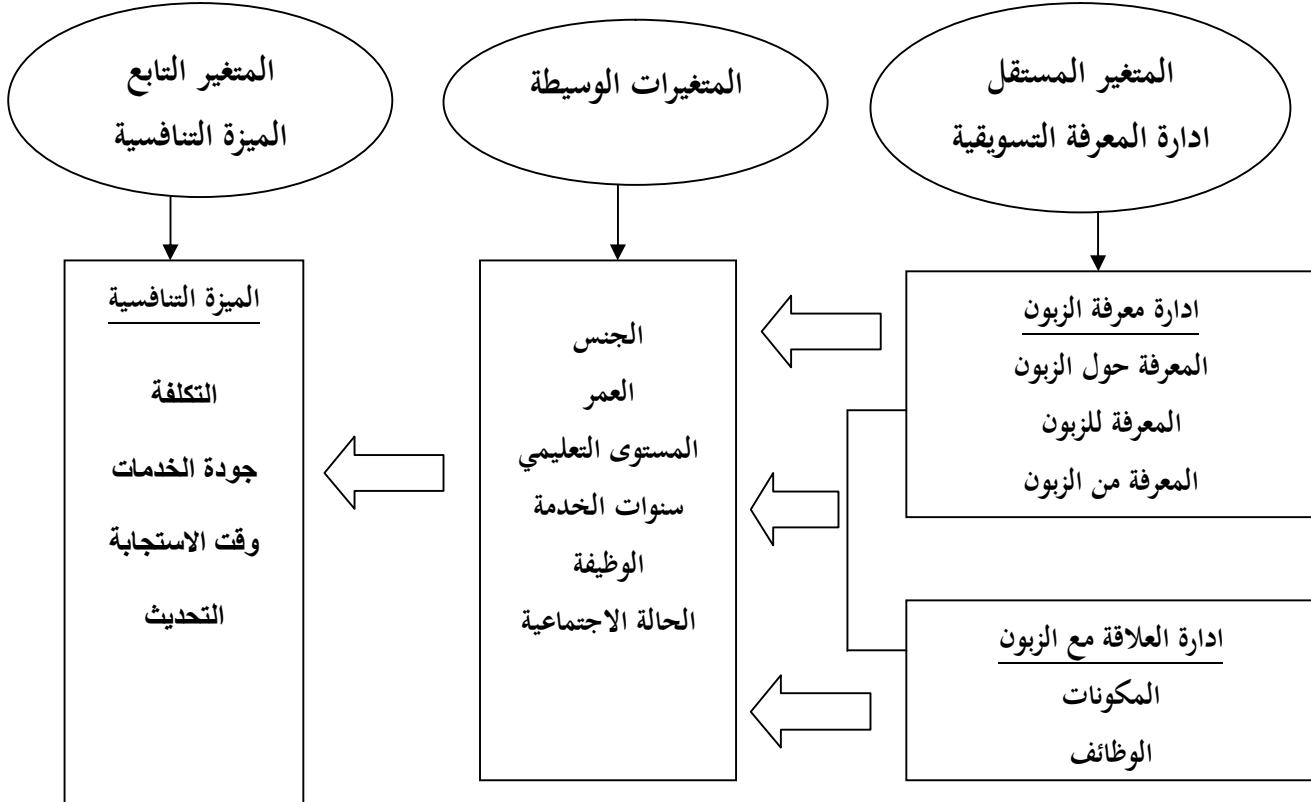 المتغير المستقل
ادارة المعرفة التسويقية
المتغيرات الوسيطة
المتغير التابع
الميزة التنافسية
ادارة معرفة الزبون
المعرفة حول الزبون
المعرفة للزبون
المعرفة من الزبون
ادارة العلاقة مع الزبون
المكونات
الوظائف
الجنس
العمر
المستوى التعليمي
سنوات الخدمة
الوظيفة
الحالة الاجتماعية
الميزة التنافسية
التكلفة
جودة الخدمات
وقت الاستجابة
التحديث